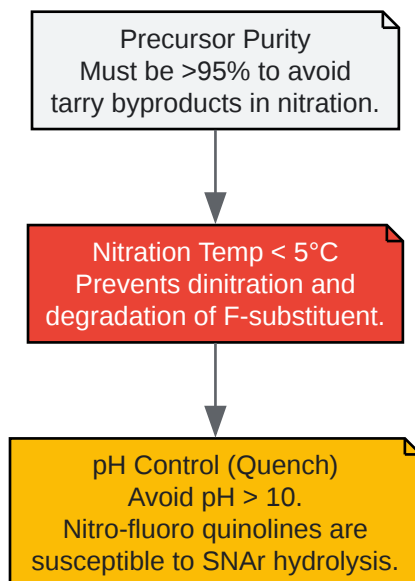 Precursor Purity
Must be >95% to avoid
tarry byproducts in nitration.
Nitration Temp < 5°C
Prevents dinitration and
degradation of F-substituent.
pH Control (Quench)
Avoid pH > 10.
Nitro-fluoro quinolines are
susceptible to SNAr hydrolysis.